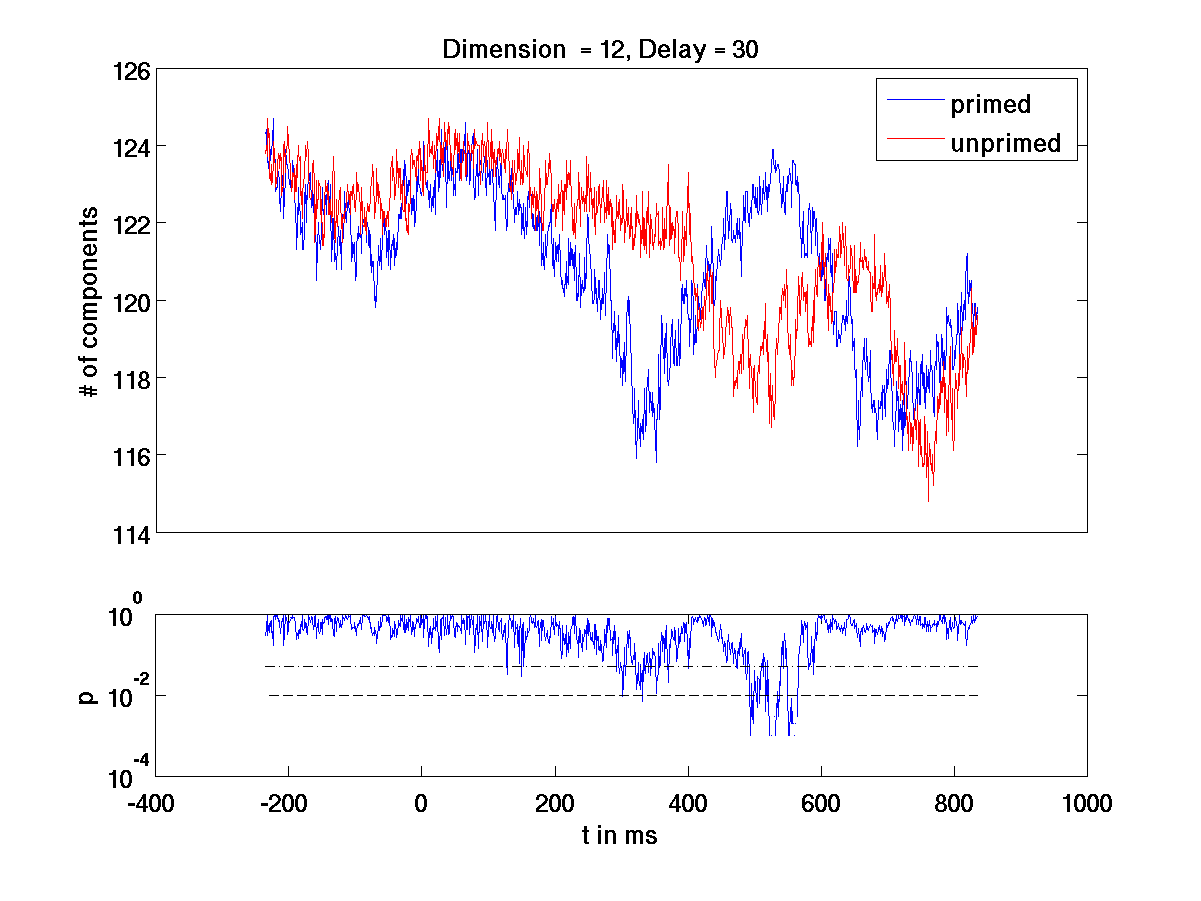 Dimension = 12, Delay = 30
126
124
122
120
118
116
114
# of components
primed
unprimed
10^0
10^-2
10^-4
p
-400 -200 0 200 400 600 800 1000
t in ms